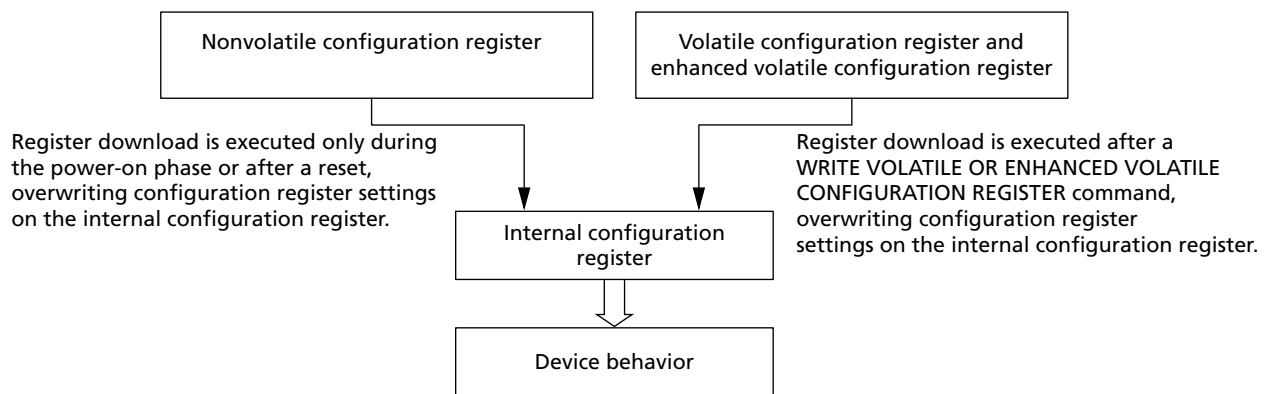 Nonvolatile configuration register
Volatile configuration register and
enhanced volatile configuration register
Register download is executed only during
the power-on phase or after a reset,
overwriting configuration register settings
on the internal configuration register.
Register download is executed after a
WRITE VOLATILE OR ENHANCED VOLATILE
CONFIGURATION REGISTER command,
overwriting configuration register
settings on the internal configuration register.
Internal configuration
register
Device behavior